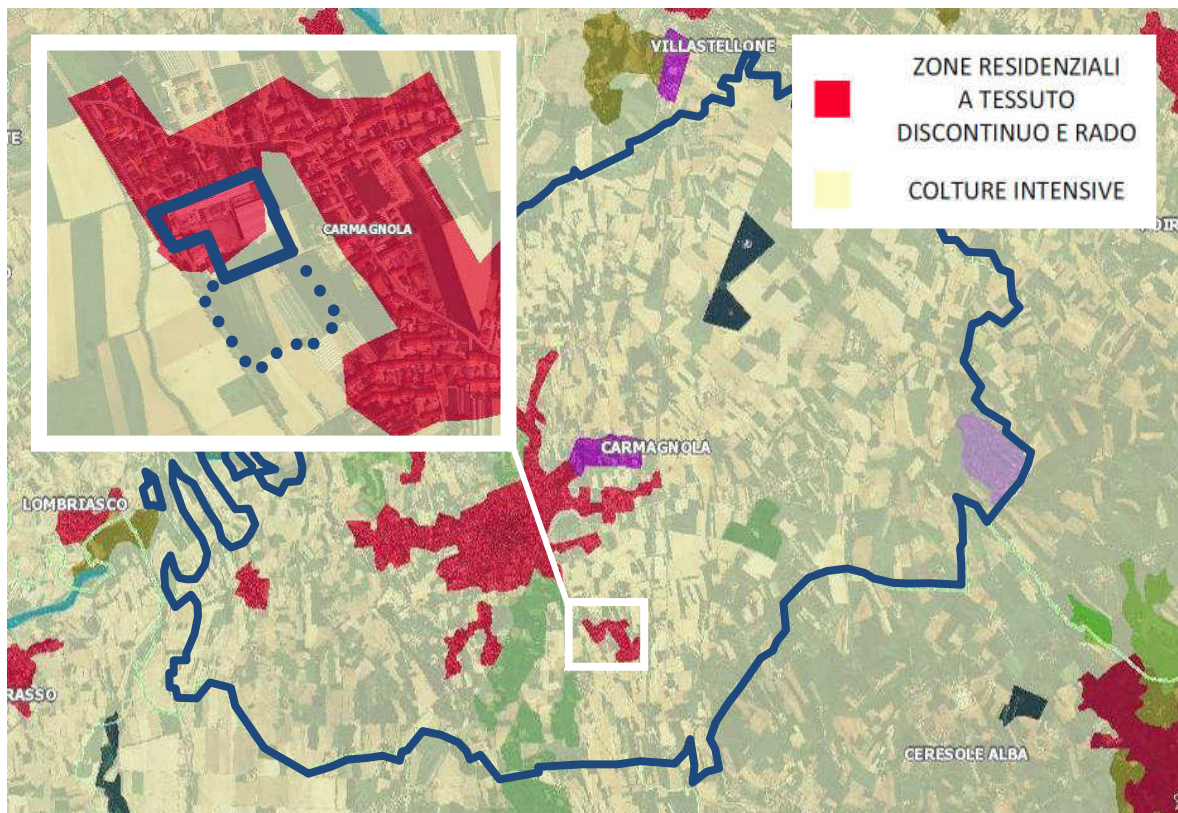 VILLASTELLONE
ZONE RESIDENZIALI
A TESSUTO
DISCONTINUO E RADO
COLTURE INTENSIVE
CARMAGNOLA
CARMAGNOLA
LOMBRIASCO
RASSO
CERESOLE ALBA